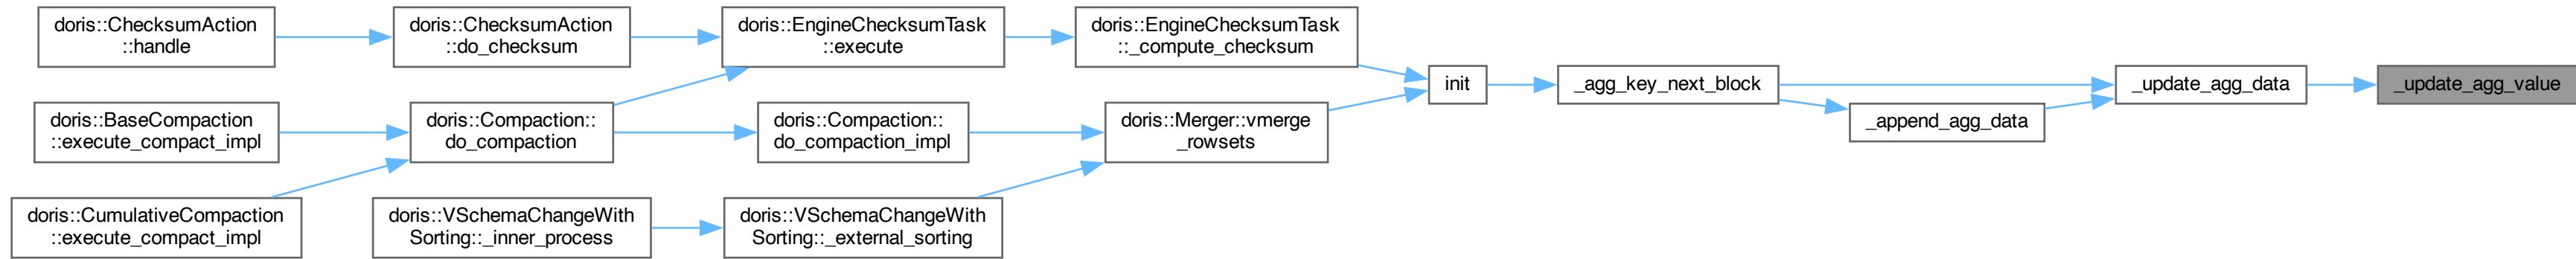 doris::ChecksumAction
::handle
doris::ChecksumAction
::do_checksum
doris::EngineChecksumTask
::execute
doris::EngineChecksumTask
::_compute_checksum
init
_agg_key_next_block
_update_agg_data
_update_agg_value
_append_agg_data
doris::BaseCompaction
::execute_compact_impl
doris::Compaction::
do_compaction
doris::Compaction::
do_compaction_impl
doris::Merger::vmerge
_rowsets
doris::CumulativeCompaction
::execute_compact_impl
doris::VSchemaChangeWith
Sorting::_inner_process
doris::VSchemaChangeWith
Sorting::_external_sorting